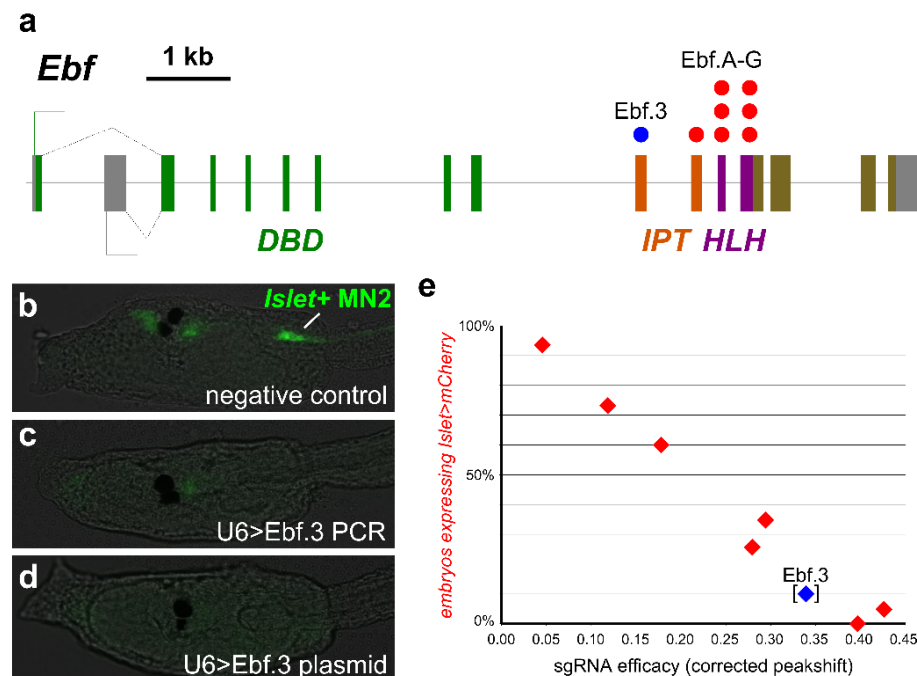 a
Ebf
1 kb
Ebf.A-G
Ebf.3
DBD
IPT
HLH
b
Islet+ MN2
negative control
c
U6>Ebf.3 PCR
d
U6>Ebf.3 plasmid
e
100%
50%
0%
embryos expressing Islet>mCherry
[Ebf.3]
0.00 0.05 0.10 0.15 0.20 0.25 0.30 0.35 0.40 0.45
sgRNA efficacy (corrected peakshift)